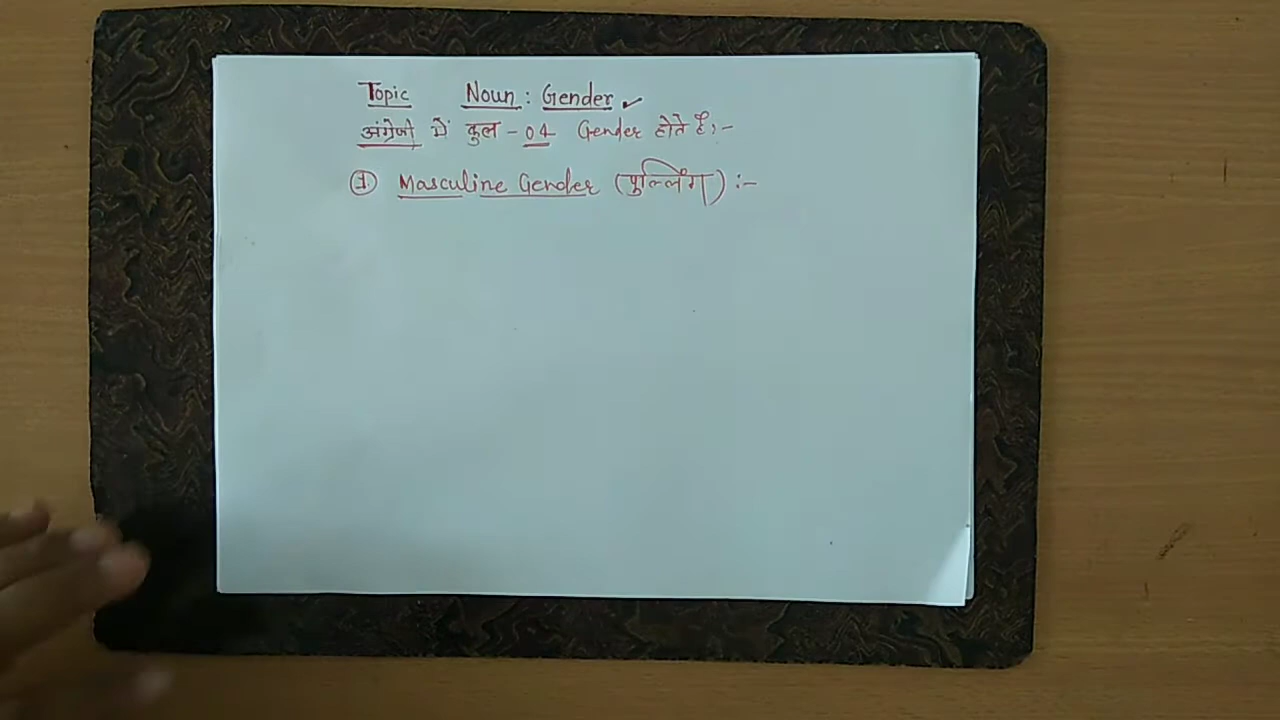 Topic Noun : Gender ✓
अंग्रेजी में कुल - 04 Gender होते हैं :-
① Masculine Gender (पुल्लिंग) :-